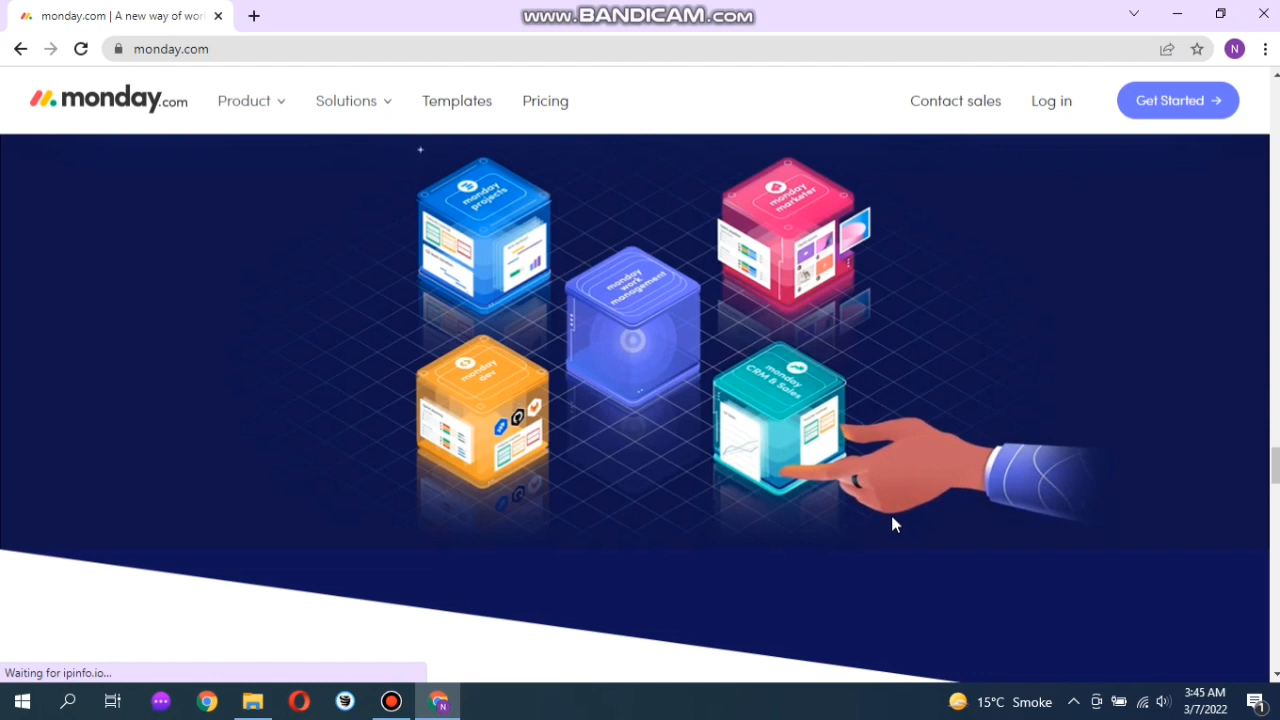 monday.com | A new way of wor
www.BANDICAM.com
monday.com
N
monday.com
Product
Solutions
Templates
Pricing
Contact sales
Log in
Get Started
monday
projects
monday
marketer
monday
work
management
monday
dev
monday
CRM & Sales
Waiting for ipinfo.io...
N
15°C Smoke
3:45 AM
3/7/2022
1